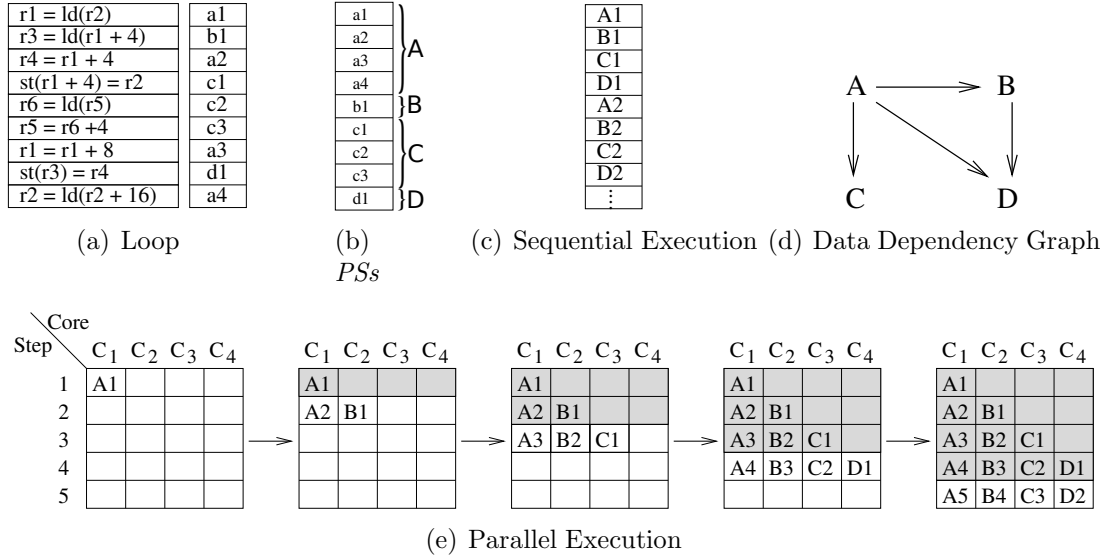 r1 = ld(r2) a1
r3 = ld(r1 + 4) b1
r4 = r1 + 4 a2
st(r1 + 4) = r2 c1
r6 = ld(r5) c2
r5 = r6 +4 c3
r1 = r1 + 8 a3
st(r3) = r4 d1
r2 = ld(r2 + 16) a4
(a) Loop
a1
a2
a3
a4
A
b1
B
c1
c2
c3
C
d1
D
(b)
PSs
A1
B1
C1
D1
A2
B2
C2
D2
⋮
(c) Sequential Execution
A B
C D
(d) Data Dependency Graph
Core
Step
C1 C2 C3 C4
1 A1
2
3
4
5
C1 C2 C3 C4
A1
A2 B1
C1 C2 C3 C4
A1
A2 B1
A3 B2 C1
C1 C2 C3 C4
A1
A2 B1
A3 B2 C1
A4 B3 C2 D1
C1 C2 C3 C4
A1
A2 B1
A3 B2 C1
A4 B3 C2 D1
A5 B4 C3 D2
(e) Parallel Execution